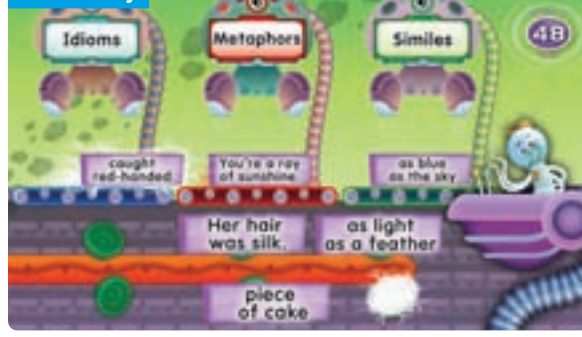 Idioms
Metaphors
Similes
48
caught
red-handed
You're a ray
of sunshine
as blue
as the sky
Her hair
was silk.
as light
as a feather
piece
of cake